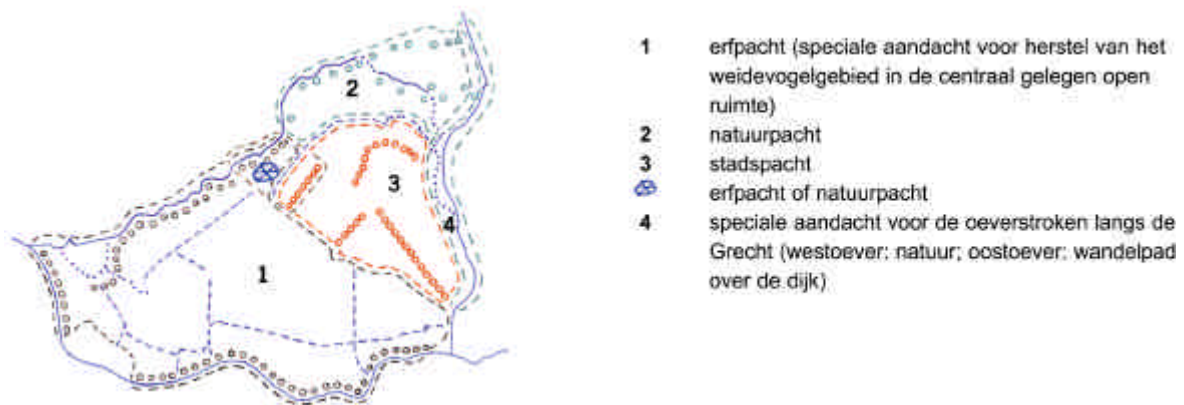 2
3
4
1
1 erfpacht (speciale aandacht voor herstel van het
weidevogelgebied in de centraal gelegen open
ruimte)
2 natuurpacht
3 stadspacht
erfpacht of natuurpacht
4 speciale aandacht voor de oeverstroken langs de
Grecht (westoever: natuur; oostoever: wandelpad
over de dijk)